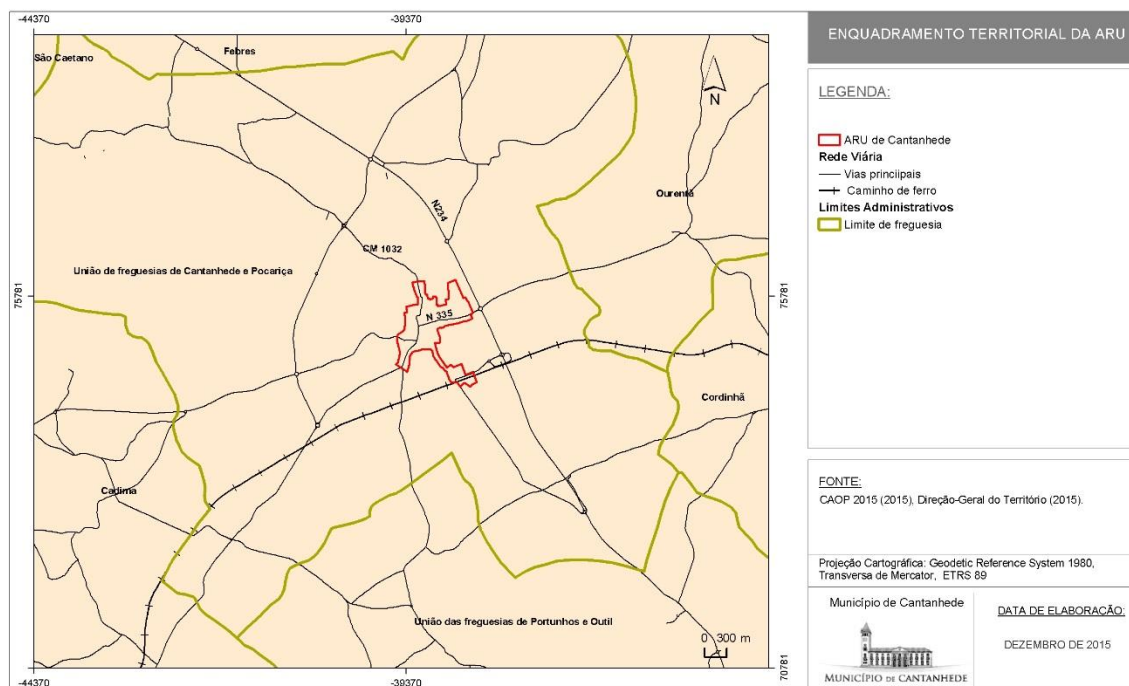 -44370
-39370
ENQUADRAMENTO TERRITORIAL DA ARU
São Caetano
Febres
N
LEGENDA:
ARU de Cantanhede
Rede Viária
Vias princiipais
Caminho de ferro
Limites Administrativos
Limite de freguesia
Ourentã
N234
CM 1032
União de freguesias de Cantanhede e Pocariça
75781
75781
N 335
Cordinhã
Cadima
União das freguesias de Portunhos e Outil
0 300 m
70781
-44370
-39370
FONTE:
CAOP 2015 (2015), Direção-Geral do Território (2015).
Projeção Cartográfica: Geodetic Reference System 1980,
Transversa de Mercator, ETRS 89
Município de Cantanhede
MUNICÍPIO DE CANTANHEDE
DATA DE ELABORAÇÃO:
DEZEMBRO DE 2015